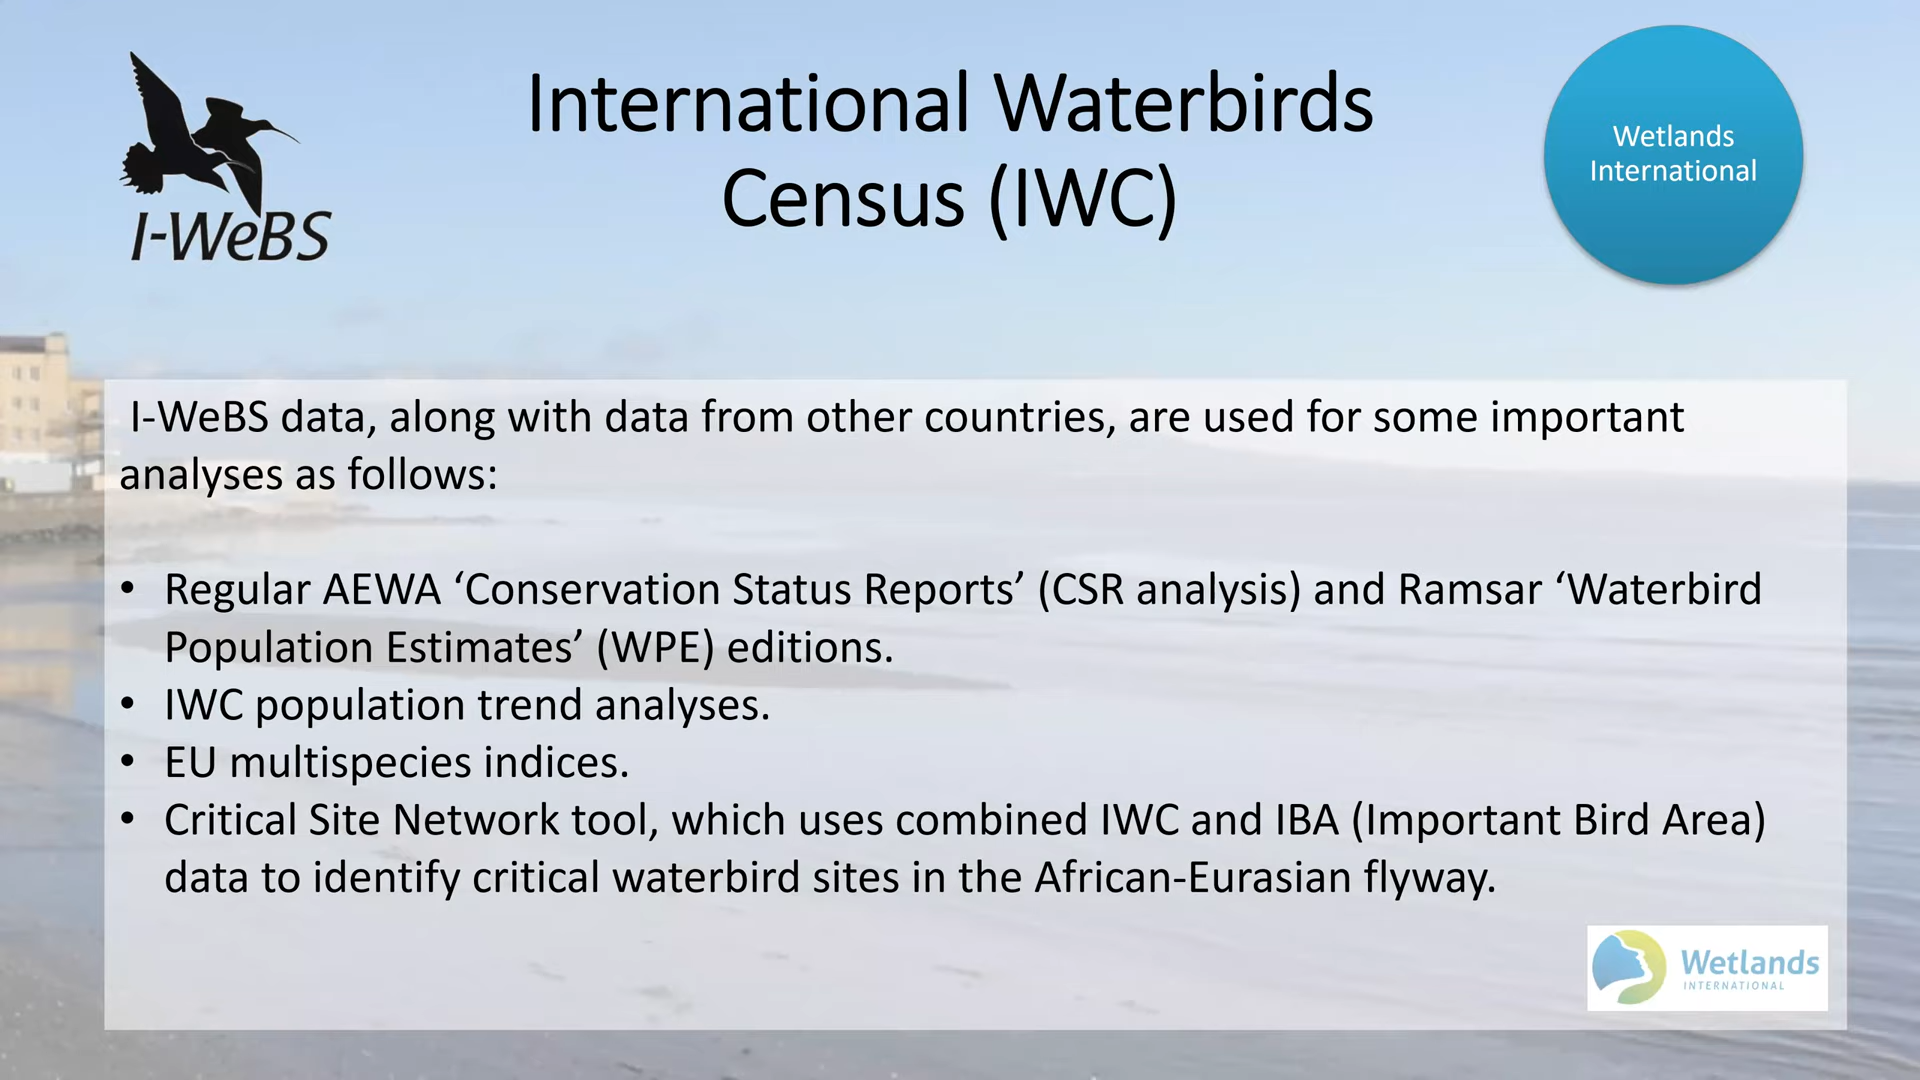 I-WeBS
International Waterbirds
Census (IWC)
Wetlands
International
I-WeBS data, along with data from other countries, are used for some important
analyses as follows:
• Regular AEWA ‘Conservation Status Reports’ (CSR analysis) and Ramsar ‘Waterbird
Population Estimates’ (WPE) editions.
• IWC population trend analyses.
• EU multispecies indices.
• Critical Site Network tool, which uses combined IWC and IBA (Important Bird Area)
data to identify critical waterbird sites in the African-Eurasian flyway.
Wetlands
INTERNATIONAL